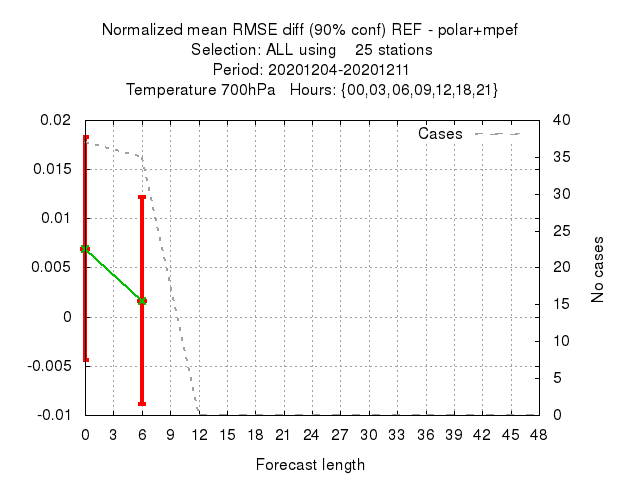 Normalized mean RMSE diff (90% conf) REF - polar+mpef
Selection: ALL using    25 stations
Period: 20201204-20201211
Temperature 700hPa   Hours: {00,03,06,09,12,18,21}
Cases
0.02
0.015
0.01
0.005
0
-0.005
-0.01
40
35
30
25
20
15
10
5
0
No cases
0 3 6 9 12 15 18 21 24 27 30 33 36 39 42 45 48
Forecast length